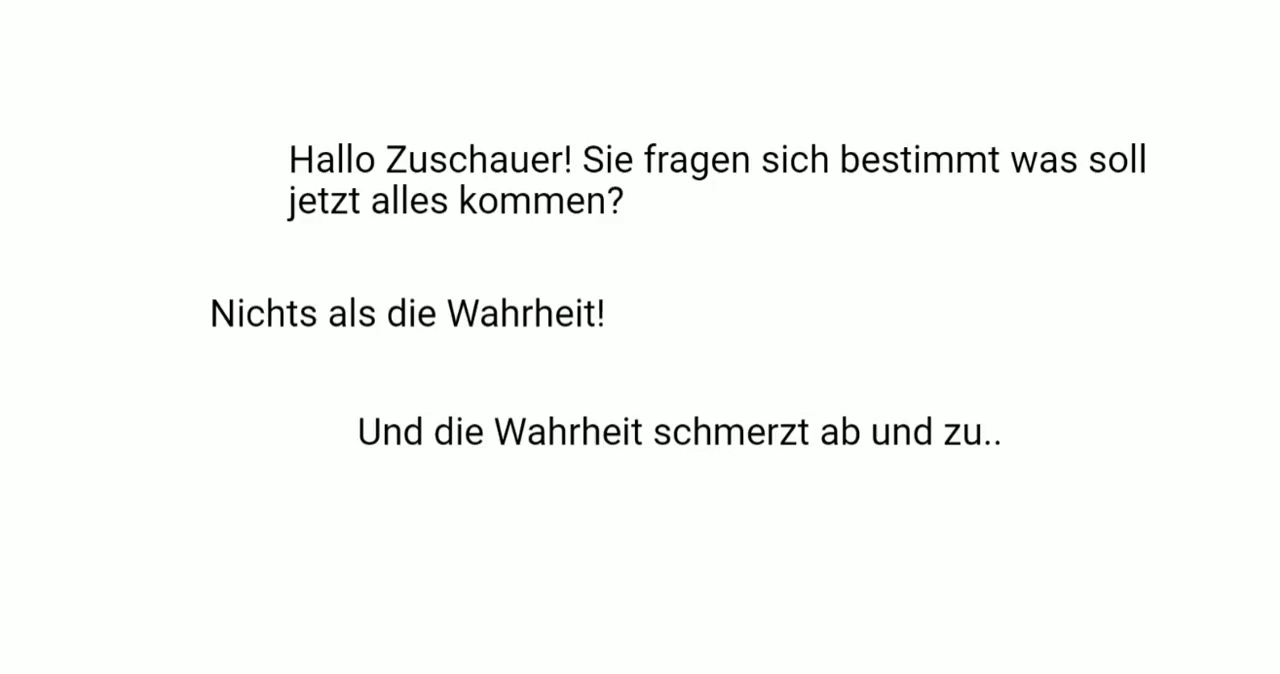 Hallo Zuschauer! Sie fragen sich bestimmt was soll
jetzt alles kommen?
Nichts als die Wahrheit!
Und die Wahrheit schmerzt ab und zu..